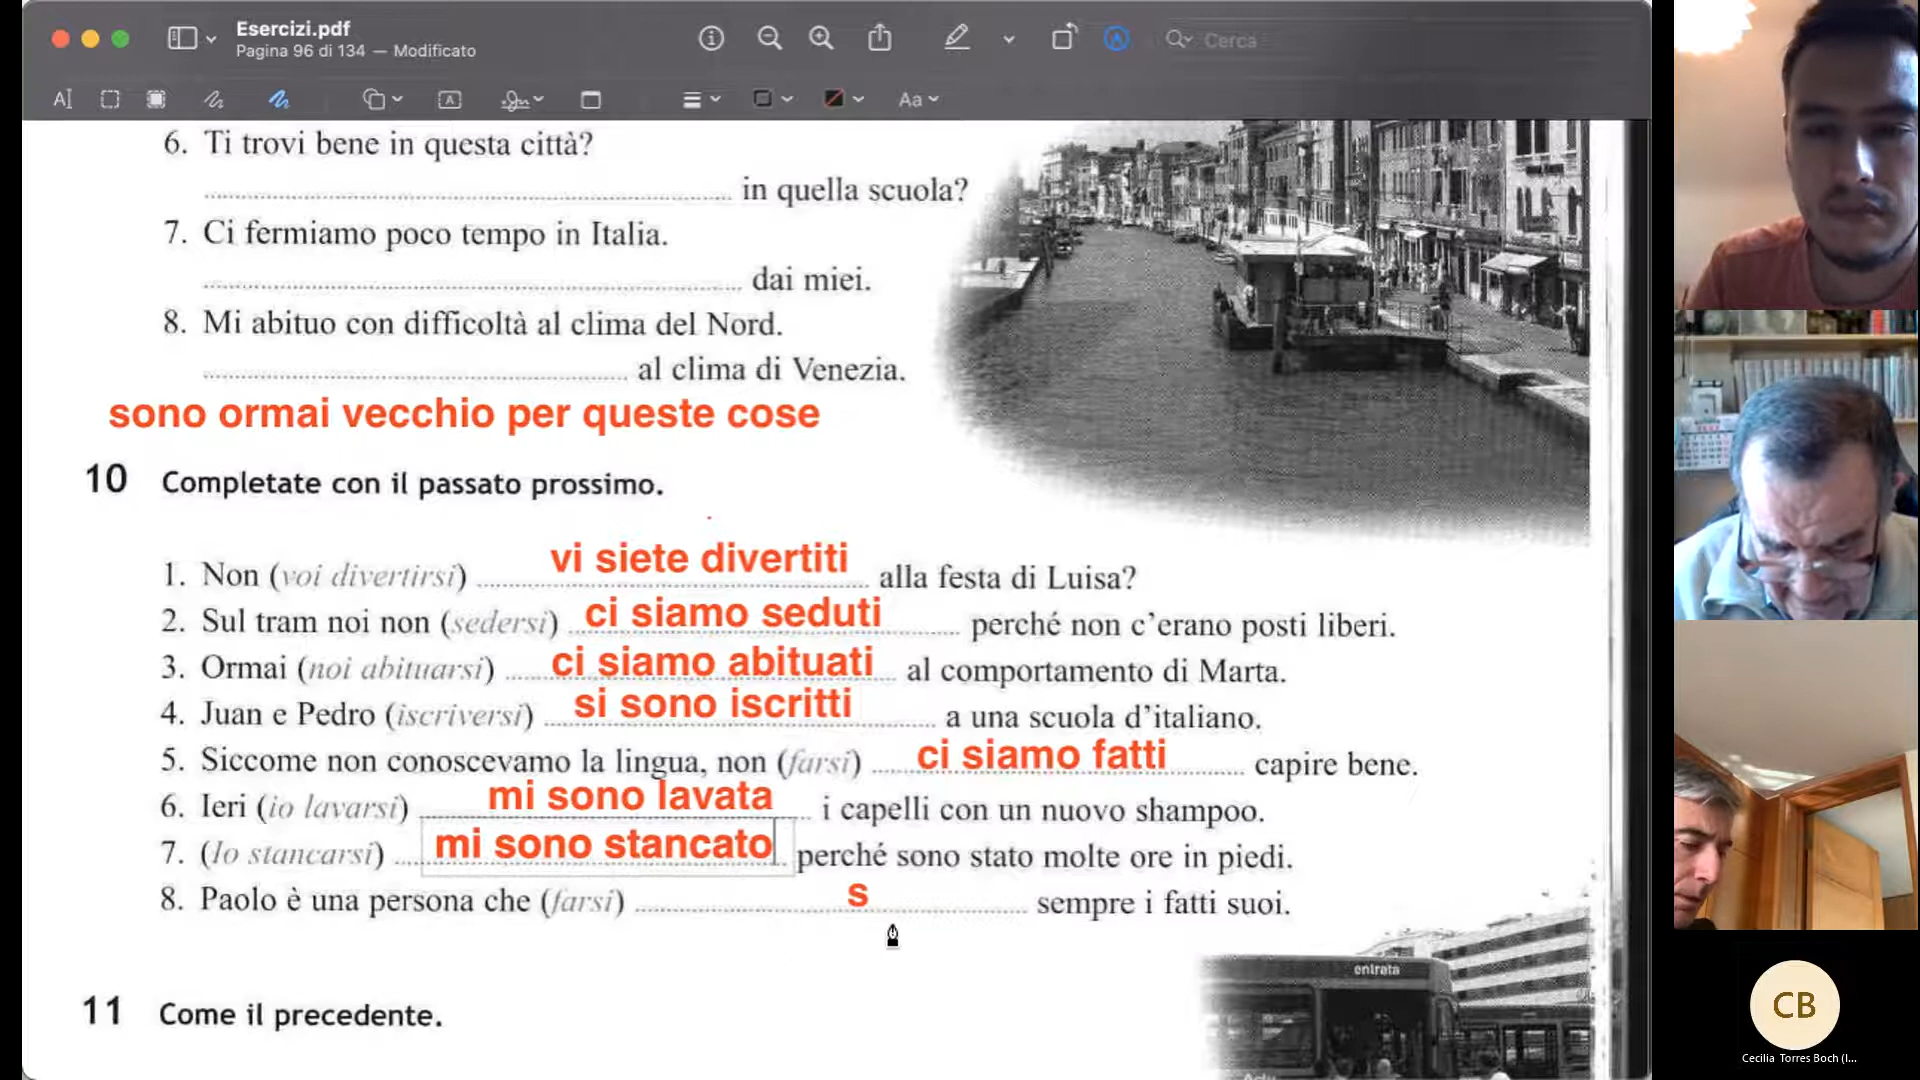 Esercizi.pdf
Pagina 96 di 134 — Modificato
Cerca
Aa
6. Ti trovi bene in questa città?
in quella scuola?
7. Ci fermiamo poco tempo in Italia.
dai miei.
8. Mi abituo con difficoltà al clima del Nord.
al clima di Venezia.
sono ormai vecchio per queste cose
10 Completate con il passato prossimo.
1. Non (voi divertirsi) vi siete divertiti alla festa di Luisa?
2. Sul tram noi non (sedersi) ci siamo seduti perché non c'erano posti liberi.
3. Ormai (noi abituarsi) ci siamo abituati al comportamento di Marta.
4. Juan e Pedro (iscriversi) si sono iscritti a una scuola d'italiano.
5. Siccome non conoscevamo la lingua, non (farsi) ci siamo fatti capire bene.
6. Ieri (io lavarsi) mi sono lavata i capelli con un nuovo shampoo.
7. (Io stancarsi) mi sono stancato perché sono stato molte ore in piedi.
8. Paolo è una persona che (farsi) s sempre i fatti suoi.
entrata
11 Come il precedente.
CB
Cecilia Torres Boch (I...